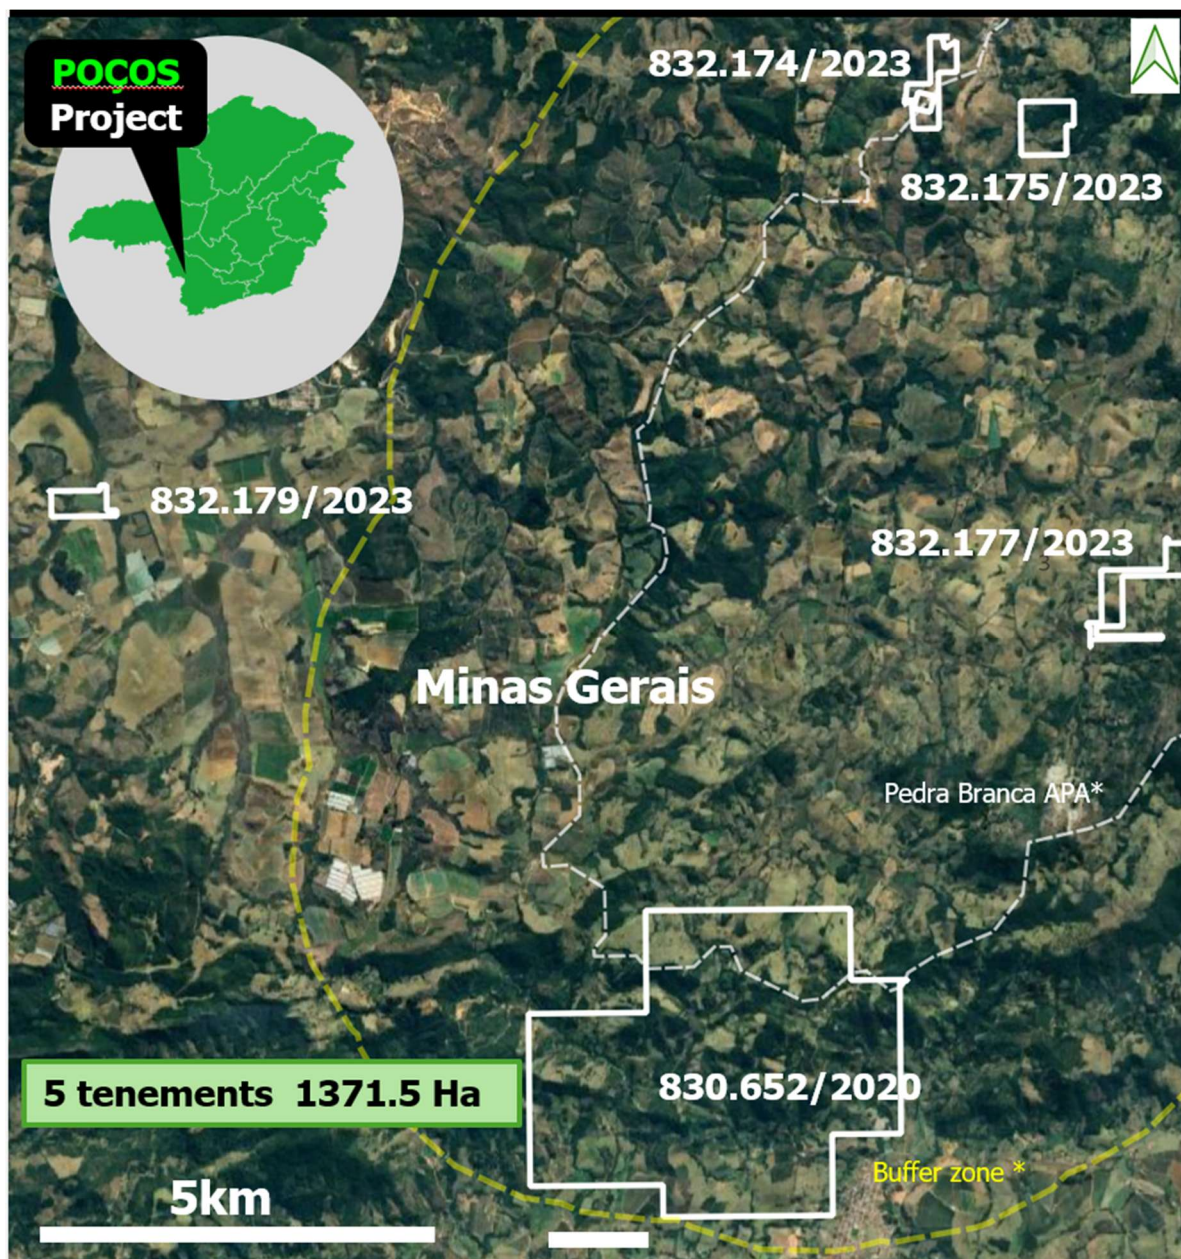 POÇOS
Project
832.174/2023
832.175/2023
832.179/2023
832.177/2023
3
Minas Gerais
Pedra Branca APA*
5 tenements 1371.5 Ha
830.652/2020
Buffer zone *
5km